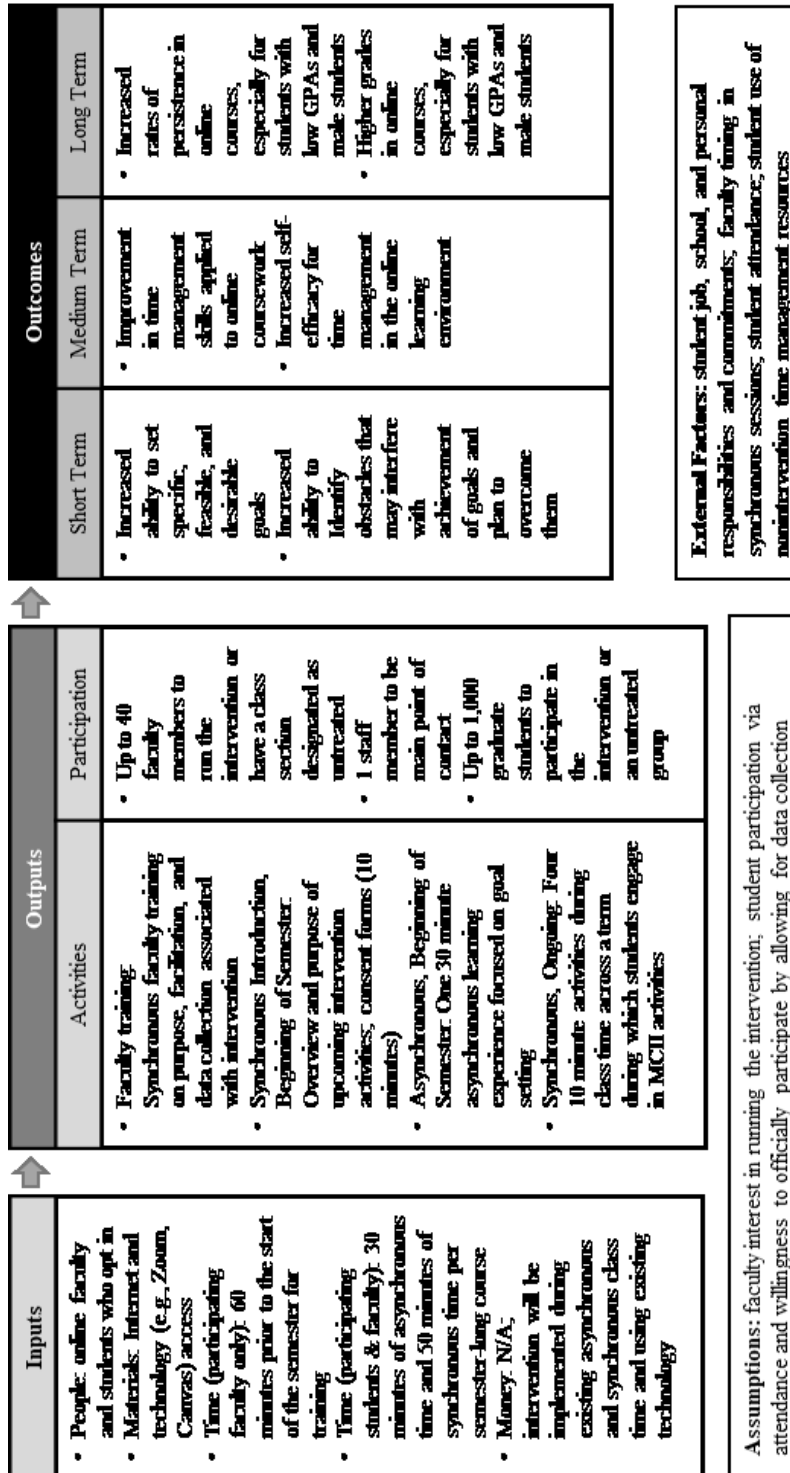 Inputs
• People: online faculty
and students who opt in
• Materials: Internet and
technology (e.g., Zoom,
Canvas) access
• Time (participating
faculty only): 60
minutes prior to the start
of the semester for
training
• Time (participating
students & faculty): 30
minutes of asynchronous
time and 50 minutes of
synchronous time per
semester-long course
• Money: N/A-
intervention will be
implemented during
existing asynchronous
and synchronous class
time and using existing
technology
Outputs
Activities
• Faculty training:
Synchronous faculty training
on purpose, facilitation, and
data collection associated
with intervention
• Synchronous Introduction,
Beginning of Semester:
Overview and purpose of
upcoming intervention
activities; consent forms (10
minutes)
• Asynchronous, Beginning of
Semester: One 30 minute
asynchronous learning
experience focused on goal
setting
• Synchronous, Ongoing: Four
10 minute activities during
class time across a term
during which students engage
in MCII activities
Participation
• Up to 40
faculty
members to
run the
intervention or
have a class
section
designated as
untreated
• 1 staff
member to be
main point of
contact
• Up to 1,000
graduate
students to
participate in
the
intervention or
an untreated
group
Outcomes
Short Term
• Increased
ability to set
specific,
feasible, and
desirable
goals
• Increased
ability to
Identify
obstacles that
may interfere
with
achievement
of goals and
plan to
overcome
them
Medium Term
• Improvement
in time
management
skills applied
to online
coursework
• Increased self-
efficacy for
time
management
in the online
learning
environment
Long Term
• Increased
rates of
persistence in
online
courses,
especially for
students with
low GPAs and
male students
• Higher grades
in online
courses,
especially for
students with
low GPAs and
male students
Assumptions: faculty interest in running the intervention; student participation via
attendance and willingness to officially participate by allowing for data collection
External Factors: student job, school, and personal
responsibilities and commitments; faculty timing in
synchronous sessions; student attendance; student use of
nonintervention time management resources